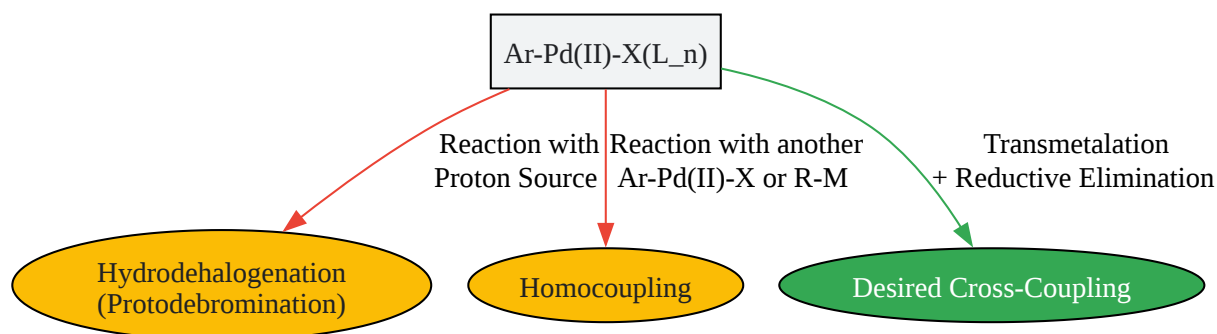 Ar-Pd(II)-X(L_n)
Reaction with
Proton Source
Reaction with another
Ar-Pd(II)-X or R-M
Transmetalation
+ Reductive Elimination
Hydrodehalogenation
(Protodebromination)
Homocoupling
Desired Cross-Coupling